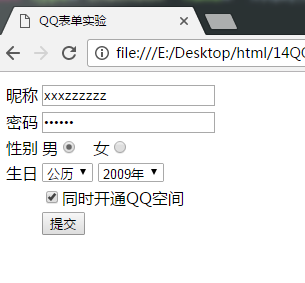 QQ表单实验
file:///E:/Desktop/html/14QQ
昵称 xxxzzzzzz
密码 ••••••
性别 男 女
生日 公历 2009年
同时开通QQ空间
提交